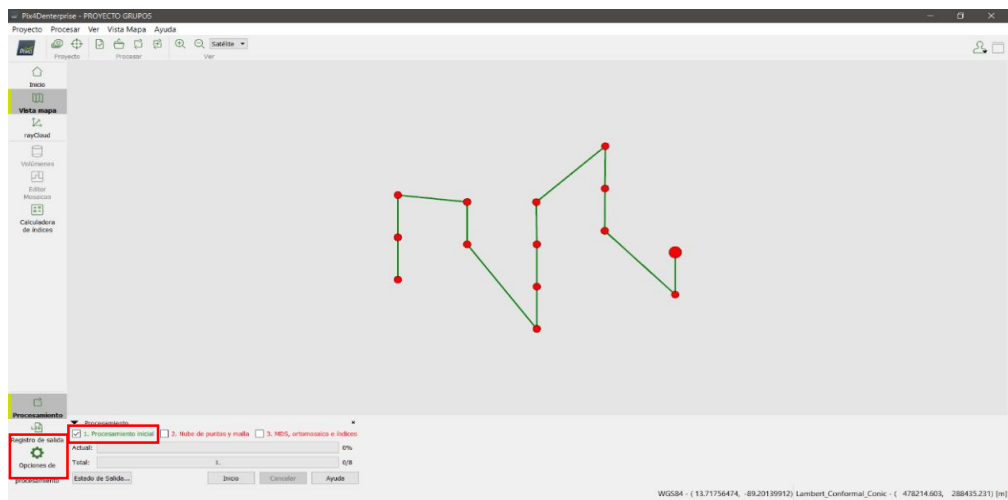 Pix4Denterprise - PROYECTO GRUPO5
Proyecto Procesar Ver Vista Mapa Ayuda
Satélite
Proyecto Procesar Ver
Inicio
Vista mapa
rayCloud
Volúmenes
Editor
Mosaicos
Calculadora
de índices
Procesamiento
Registro de salida
Opciones de
procesamiento
Procesamiento
1. Procesamiento inicial 2. Nube de puntos y malla 3. MDS, ortomosaico e índices
Actual: 0%
Total: 1. 0/8
Estado de Salida... Inicio Cancelar Ayuda
WGS84 - ( 13.71756474, -89.20139912) Lambert_Conformal_Conic - ( 478214.603, 288435.231) [m]